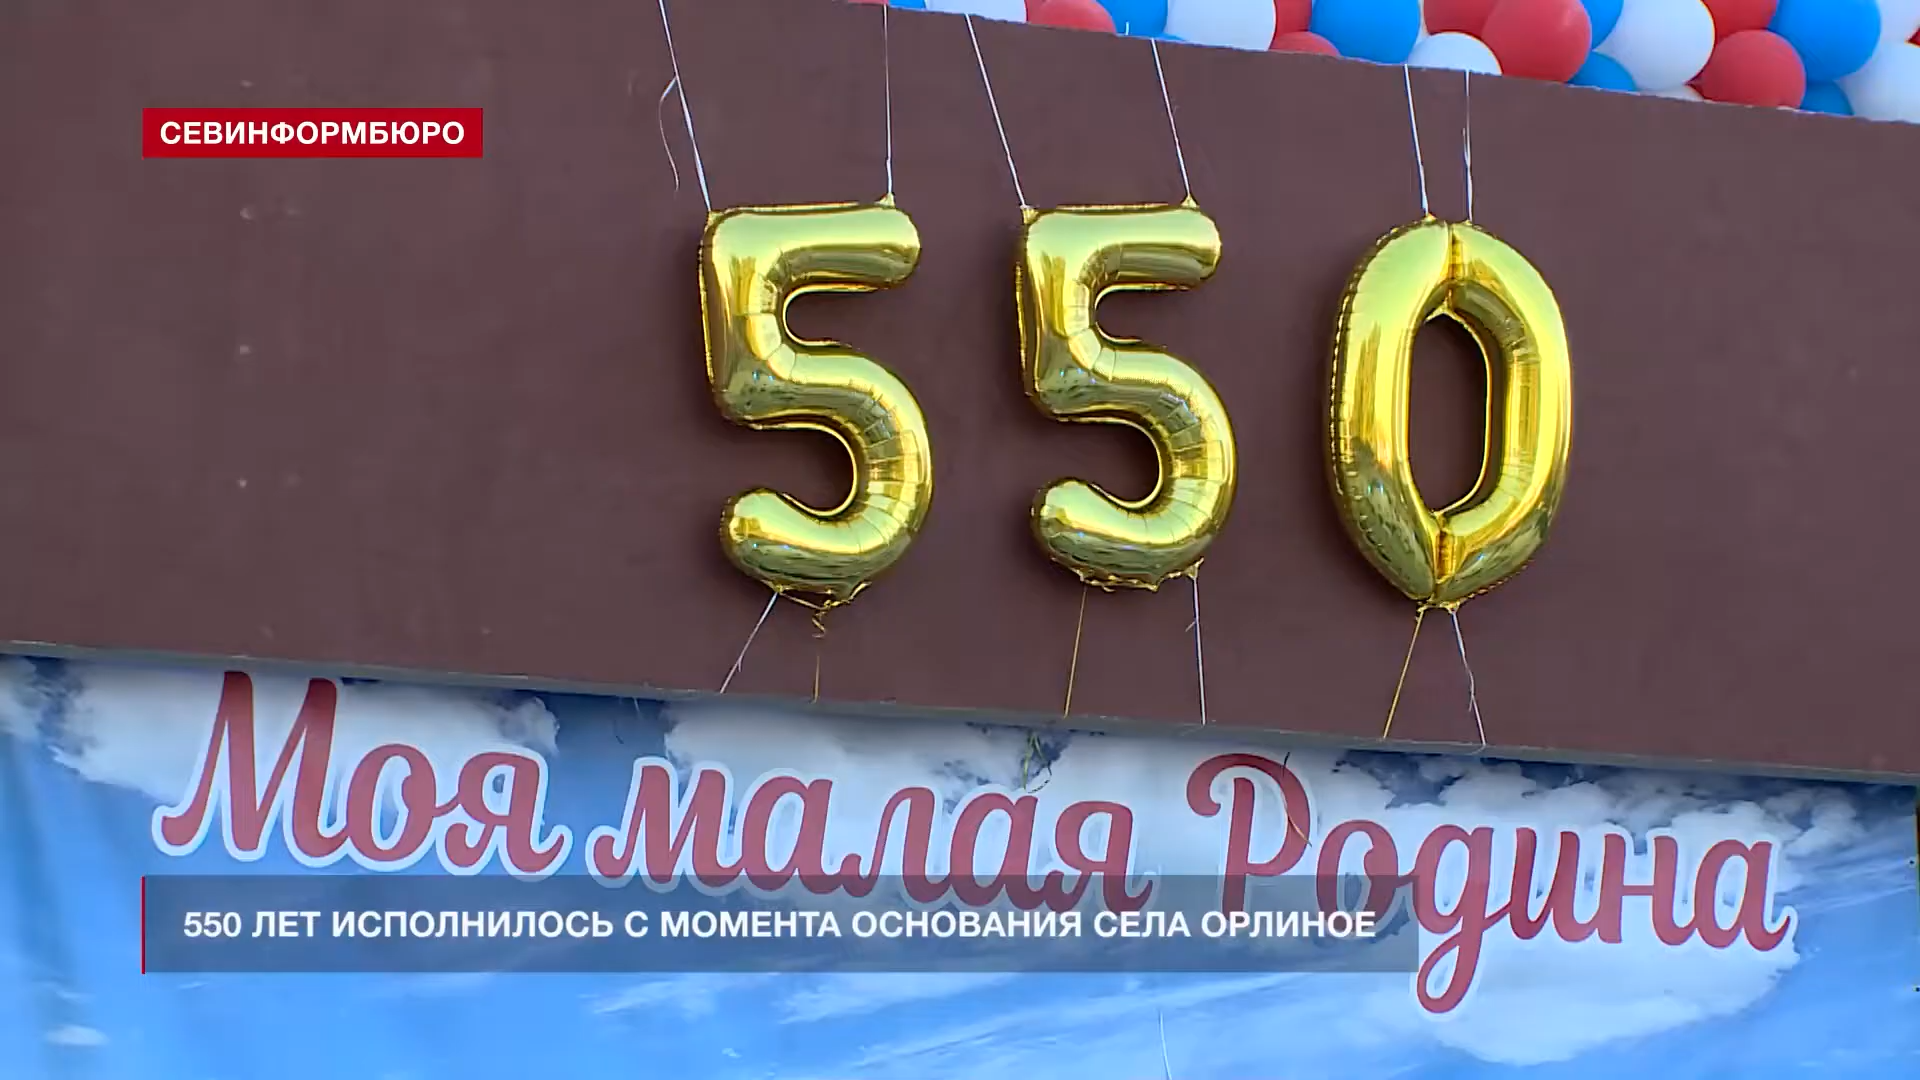 СЕВИНФОРМБЮРО
550
Моя малая Родина
550 ЛЕТ ИСПОЛНИЛОСЬ С МОМЕНТА ОСНОВАНИЯ СЕЛА ОРЛИНОЕ